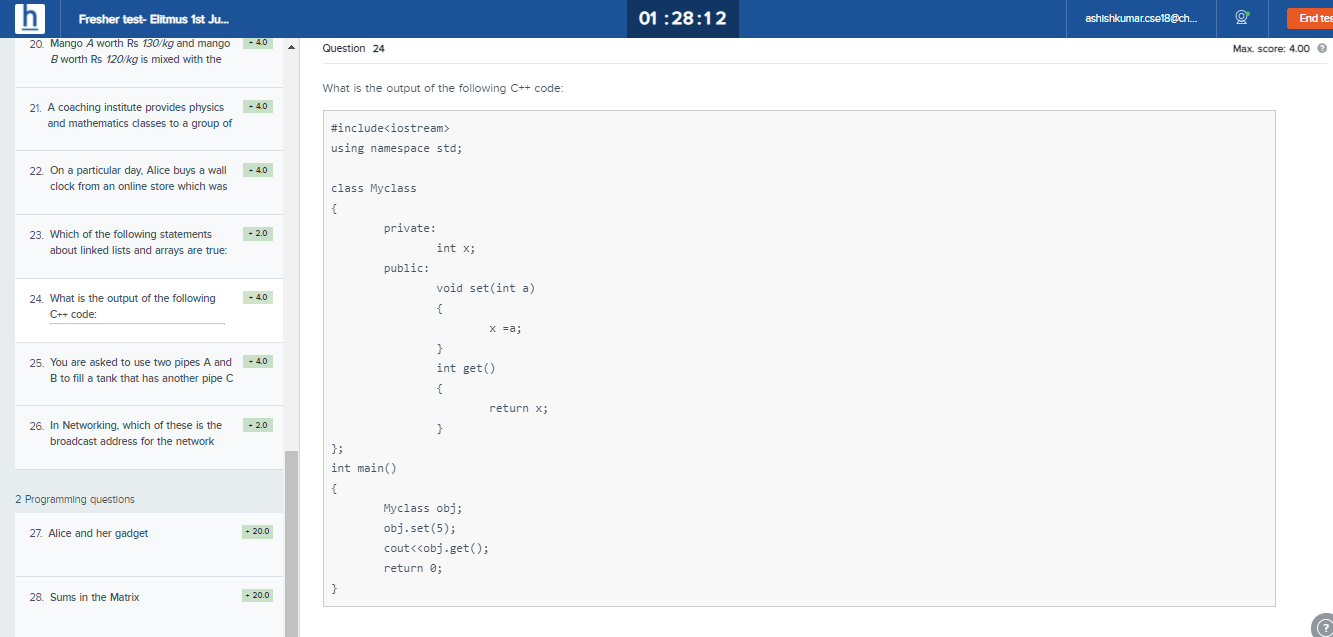 h
Fresher test- Elitmus 1st Ju...
01 :28:12
ashishkumar.cse18@ch...
End tes
20. Mango A worth Rs 130/kg and mango
B worth Rs 120/kg is mixed with the
+ 4.0
21. A coaching institute provides physics
and mathematics classes to a group of
+ 4.0
22. On a particular day, Alice buys a wall
clock from an online store which was
+ 4.0
23. Which of the following statements
about linked lists and arrays are true:
+ 2.0
24. What is the output of the following
C++ code:
+ 4.0
25. You are asked to use two pipes A and
B to fill a tank that has another pipe C
+ 4.0
26. In Networking, which of these is the
broadcast address for the network
+ 2.0
2 Programming questions
27. Alice and her gadget
+ 20.0
28. Sums in the Matrix
+ 20.0
Question 24
Max. score: 4.00 ?
What is the output of the following C++ code:
#include<iostream>
using namespace std;
class Myclass
{
private:
int x;
public:
void set(int a)
{
x =a;
}
int get()
{
return x;
}
};
int main()
{
Myclass obj;
obj.set(5);
cout<<obj.get();
return 0;
}
?